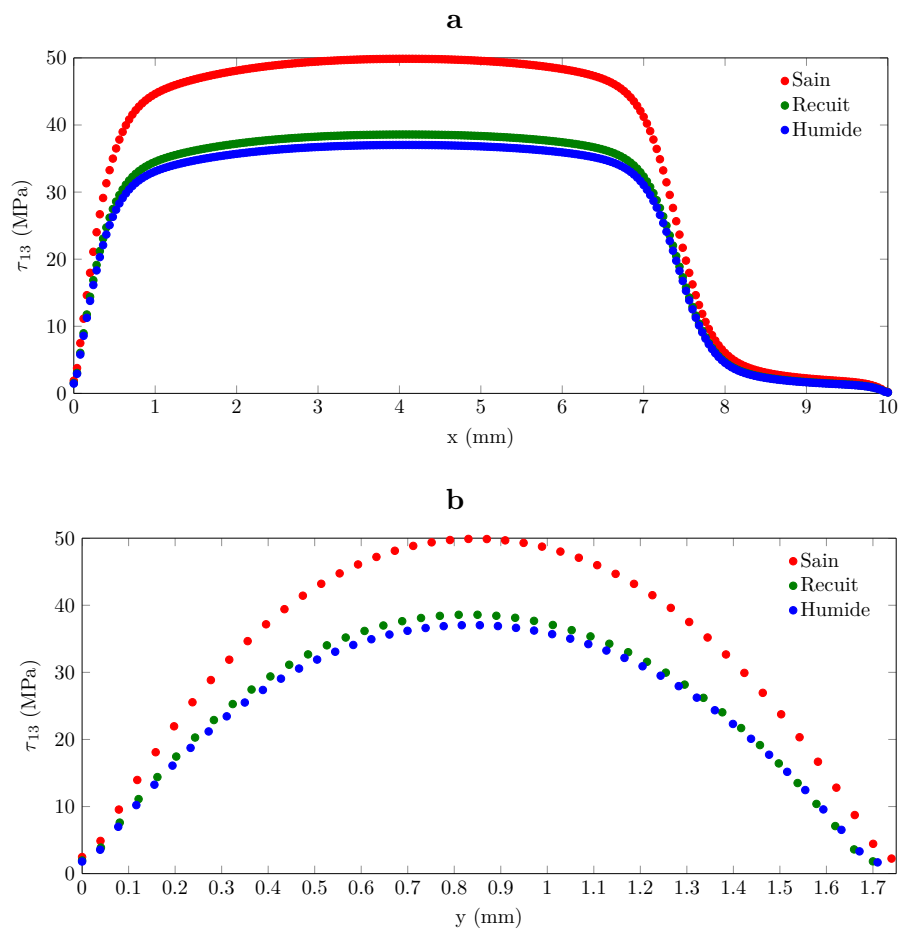 a
50
40
30
20
10
0
τ13 (MPa)
Sain
Recuit
Humide
0 1 2 3 4 5 6 7 8 9 10
x (mm)
b
50
40
30
20
10
0
τ13 (MPa)
Sain
Recuit
Humide
0 0.1 0.2 0.3 0.4 0.5 0.6 0.7 0.8 0.9 1 1.1 1.2 1.3 1.4 1.5 1.6 1.7
y (mm)